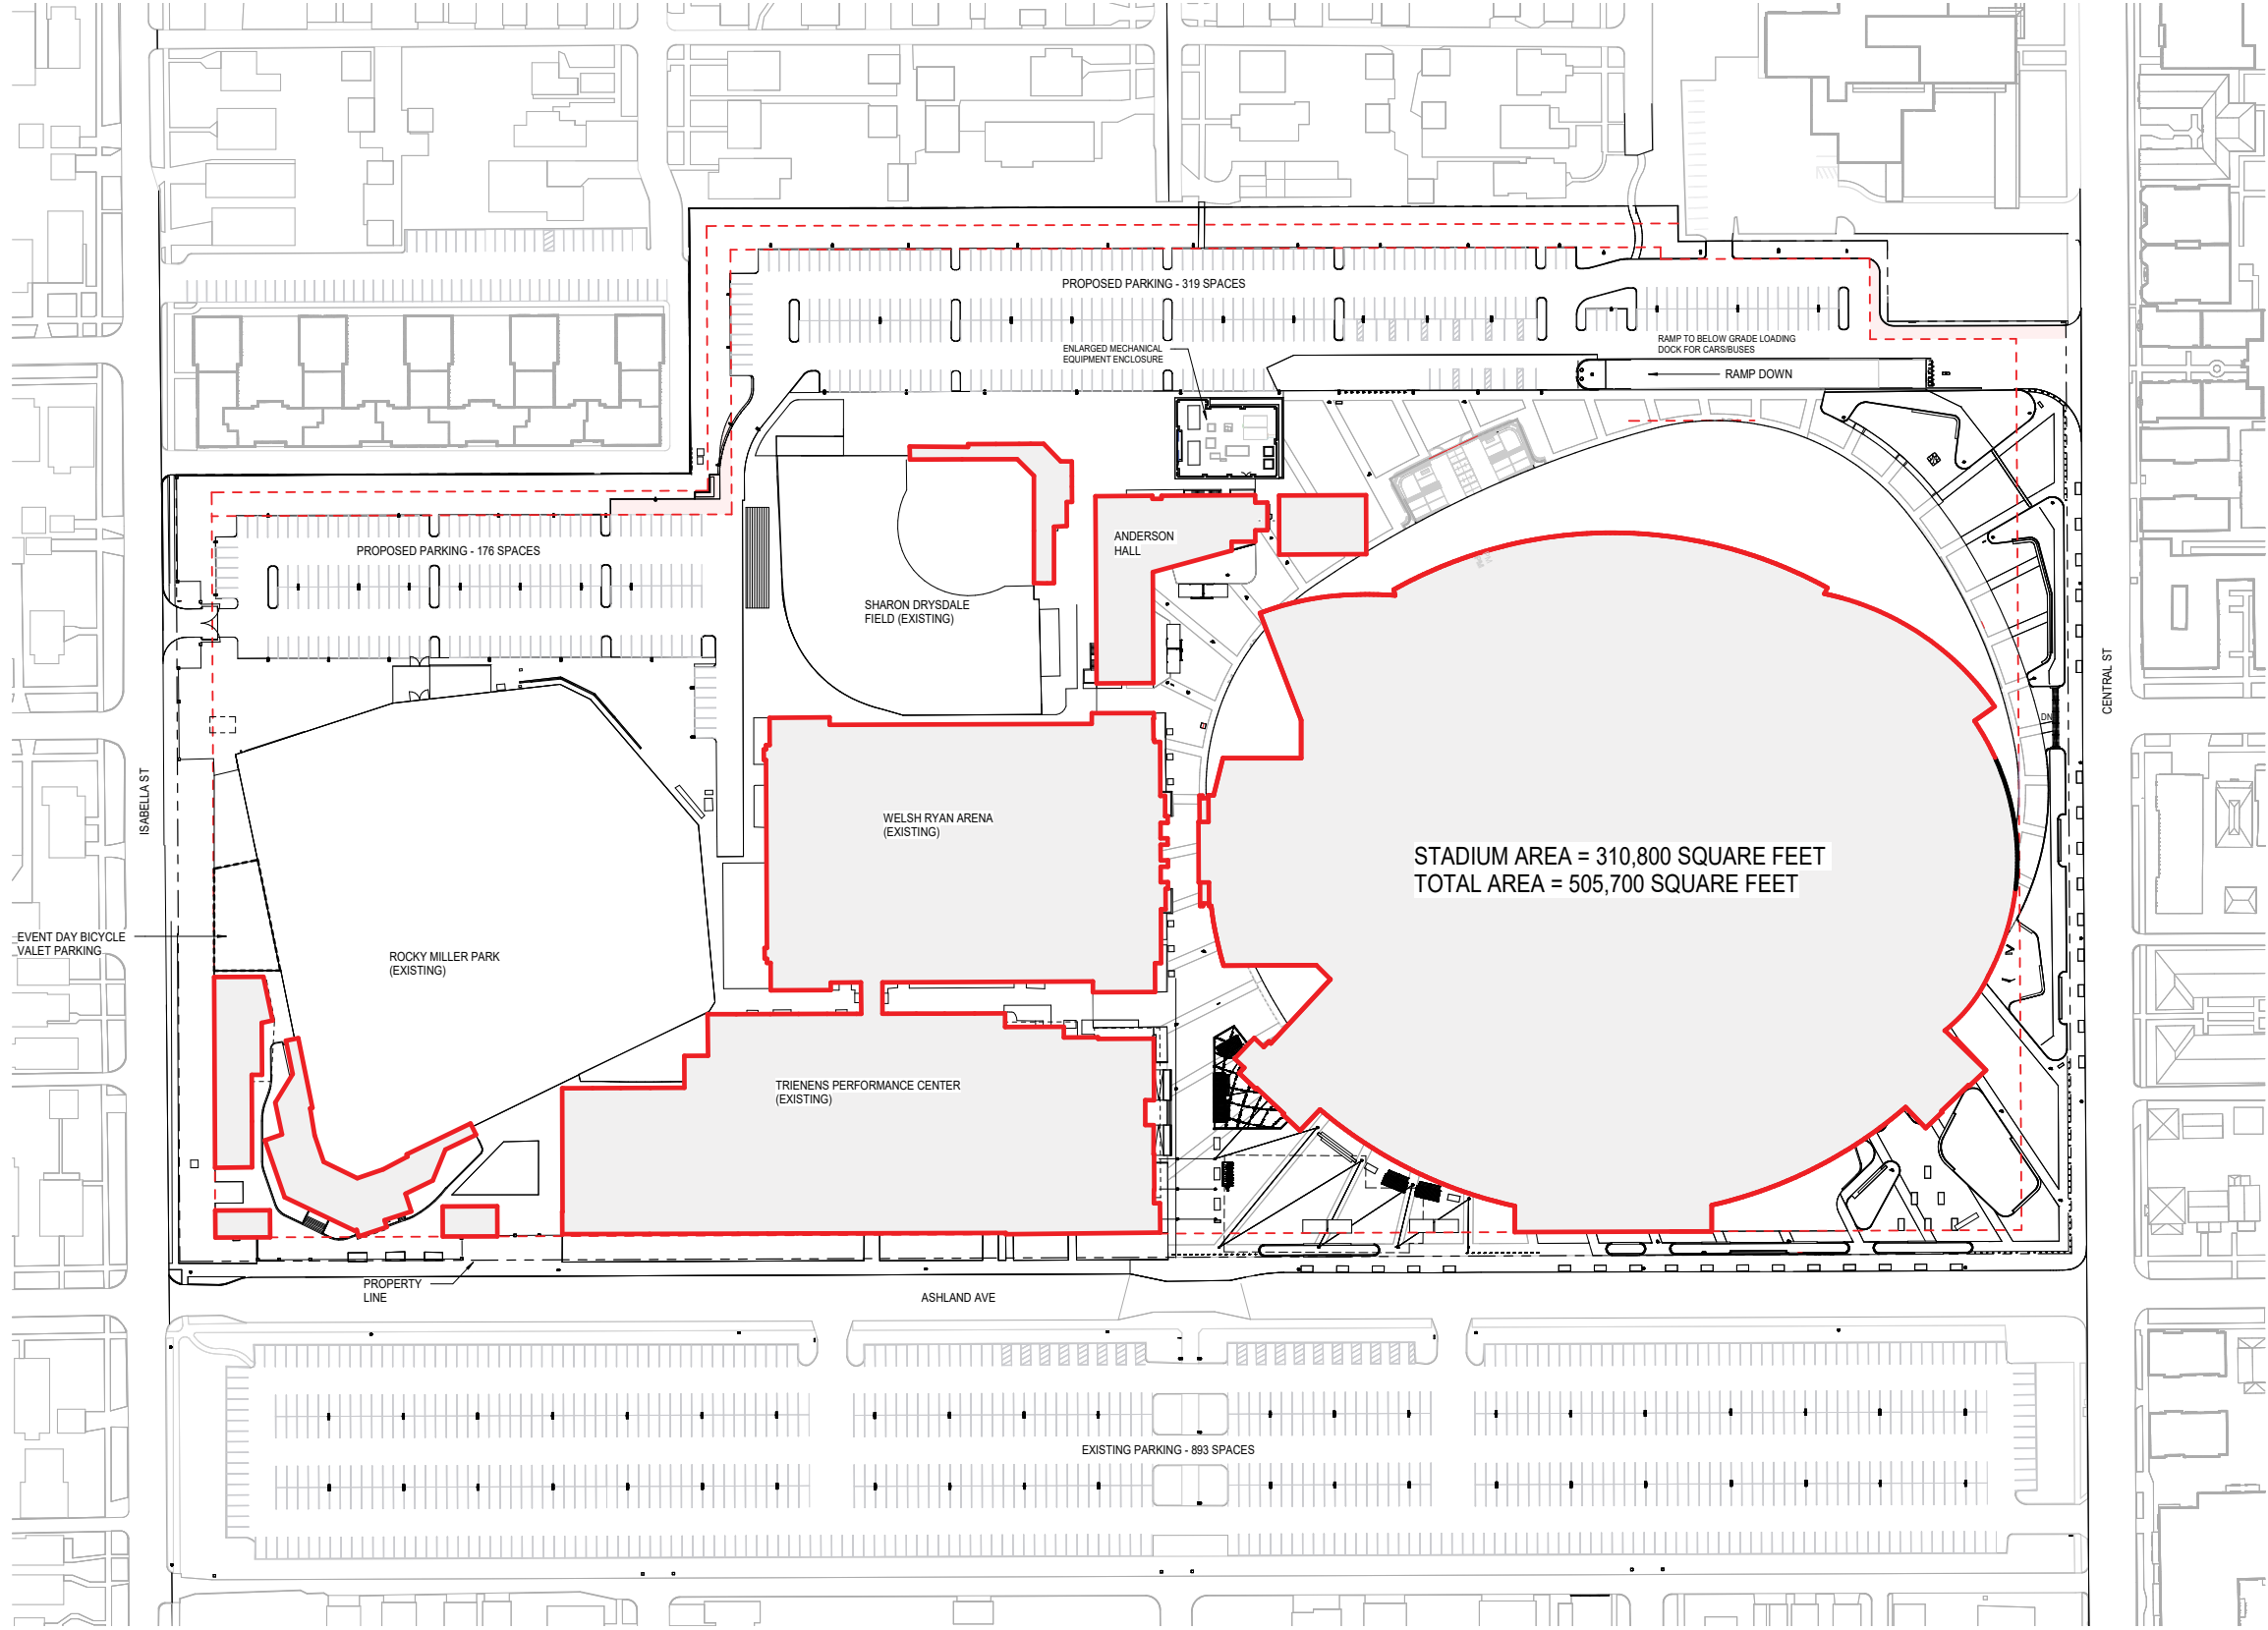 PROPOSED PARKING - 319 SPACES
ENLARGED MECHANICAL
EQUIPMENT ENCLOSURE
RAMP TO BELOW GRADE LOADING
DOCK FOR CARS/BUSES
RAMP DOWN
PROPOSED PARKING - 176 SPACES
ANDERSON
HALL
SHARON DRYSDALE
FIELD (EXISTING)
CENTRAL ST
DN
ISABELLA ST
WELSH RYAN ARENA
(EXISTING)
STADIUM AREA = 310,800 SQUARE FEET
TOTAL AREA = 505,700 SQUARE FEET
EVENT DAY BICYCLE
VALET PARKING
ROCKY MILLER PARK
(EXISTING)
TRIENENS PERFORMANCE CENTER
(EXISTING)
PROPERTY
LINE
ASHLAND AVE
EXISTING PARKING - 893 SPACES